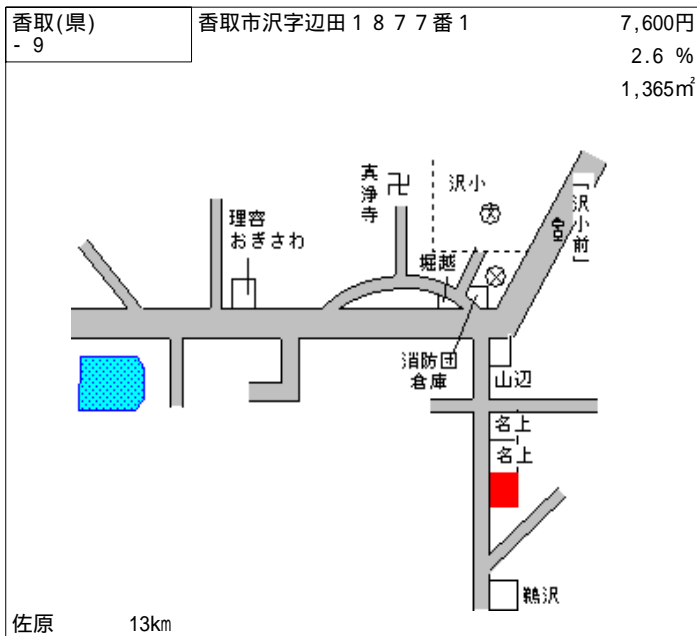 香取(県)
- 9
香取市沢字辺田１８７７番1
7,600円
2.6 %
1,365㎡
真浄寺
沢小
「沢小前」
理容
おぎさわ
堀越
消防団
倉庫
山辺
名上
名上
鵜沢
佐原 13km